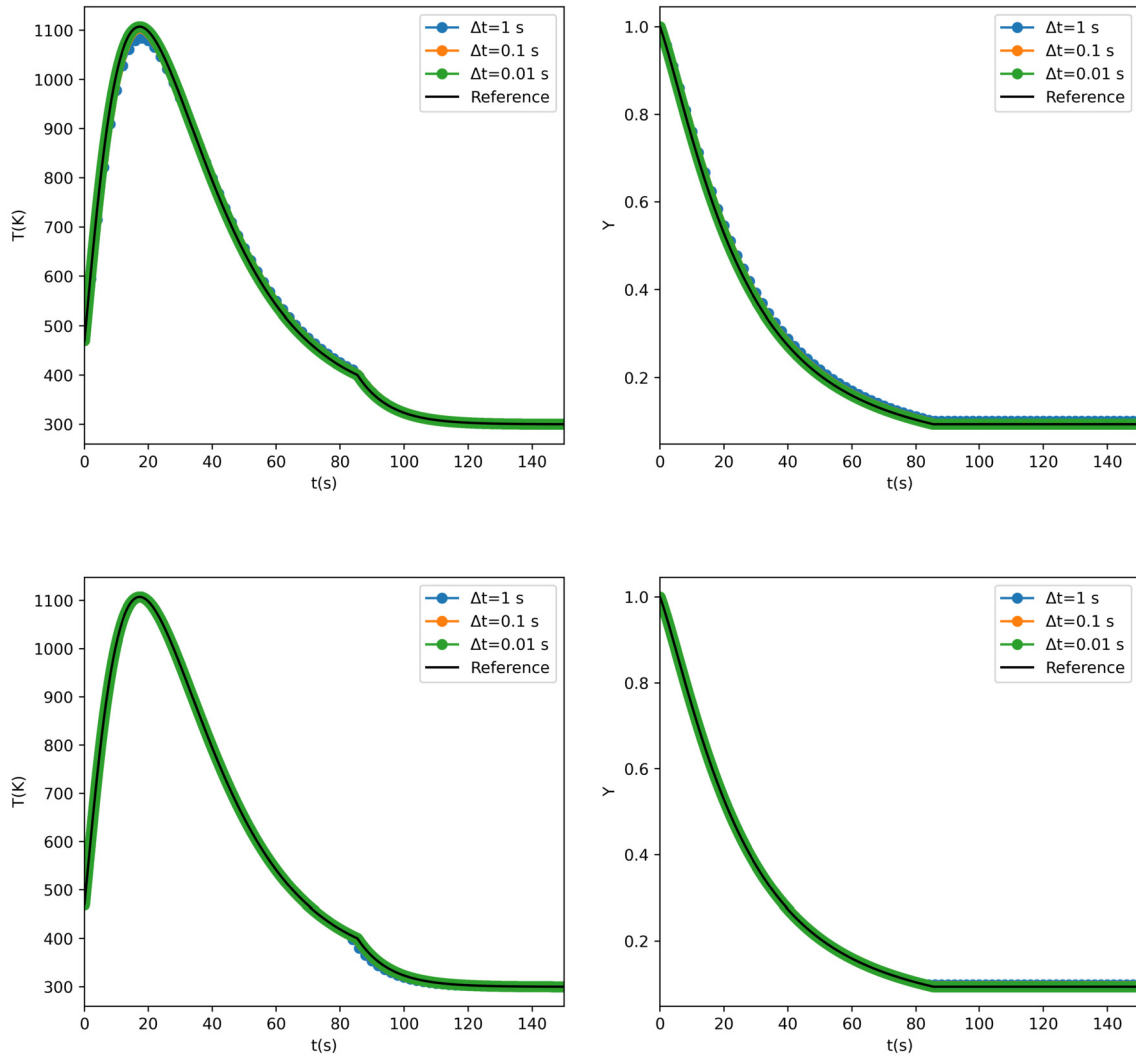 1100
1000
900
800
700
600
500
400
300
T(K)
0 20 40 60 80 100 120 140
t(s)
Δt=1 s
Δt=0.1 s
Δt=0.01 s
Reference
1.0
0.8
0.6
0.4
0.2
Y
0 20 40 60 80 100 120 140
t(s)
Δt=1 s
Δt=0.1 s
Δt=0.01 s
Reference
1100
1000
900
800
700
600
500
400
300
T(K)
0 20 40 60 80 100 120 140
t(s)
Δt=1 s
Δt=0.1 s
Δt=0.01 s
Reference
1.0
0.8
0.6
0.4
0.2
Y
0 20 40 60 80 100 120 140
t(s)
Δt=1 s
Δt=0.1 s
Δt=0.01 s
Reference